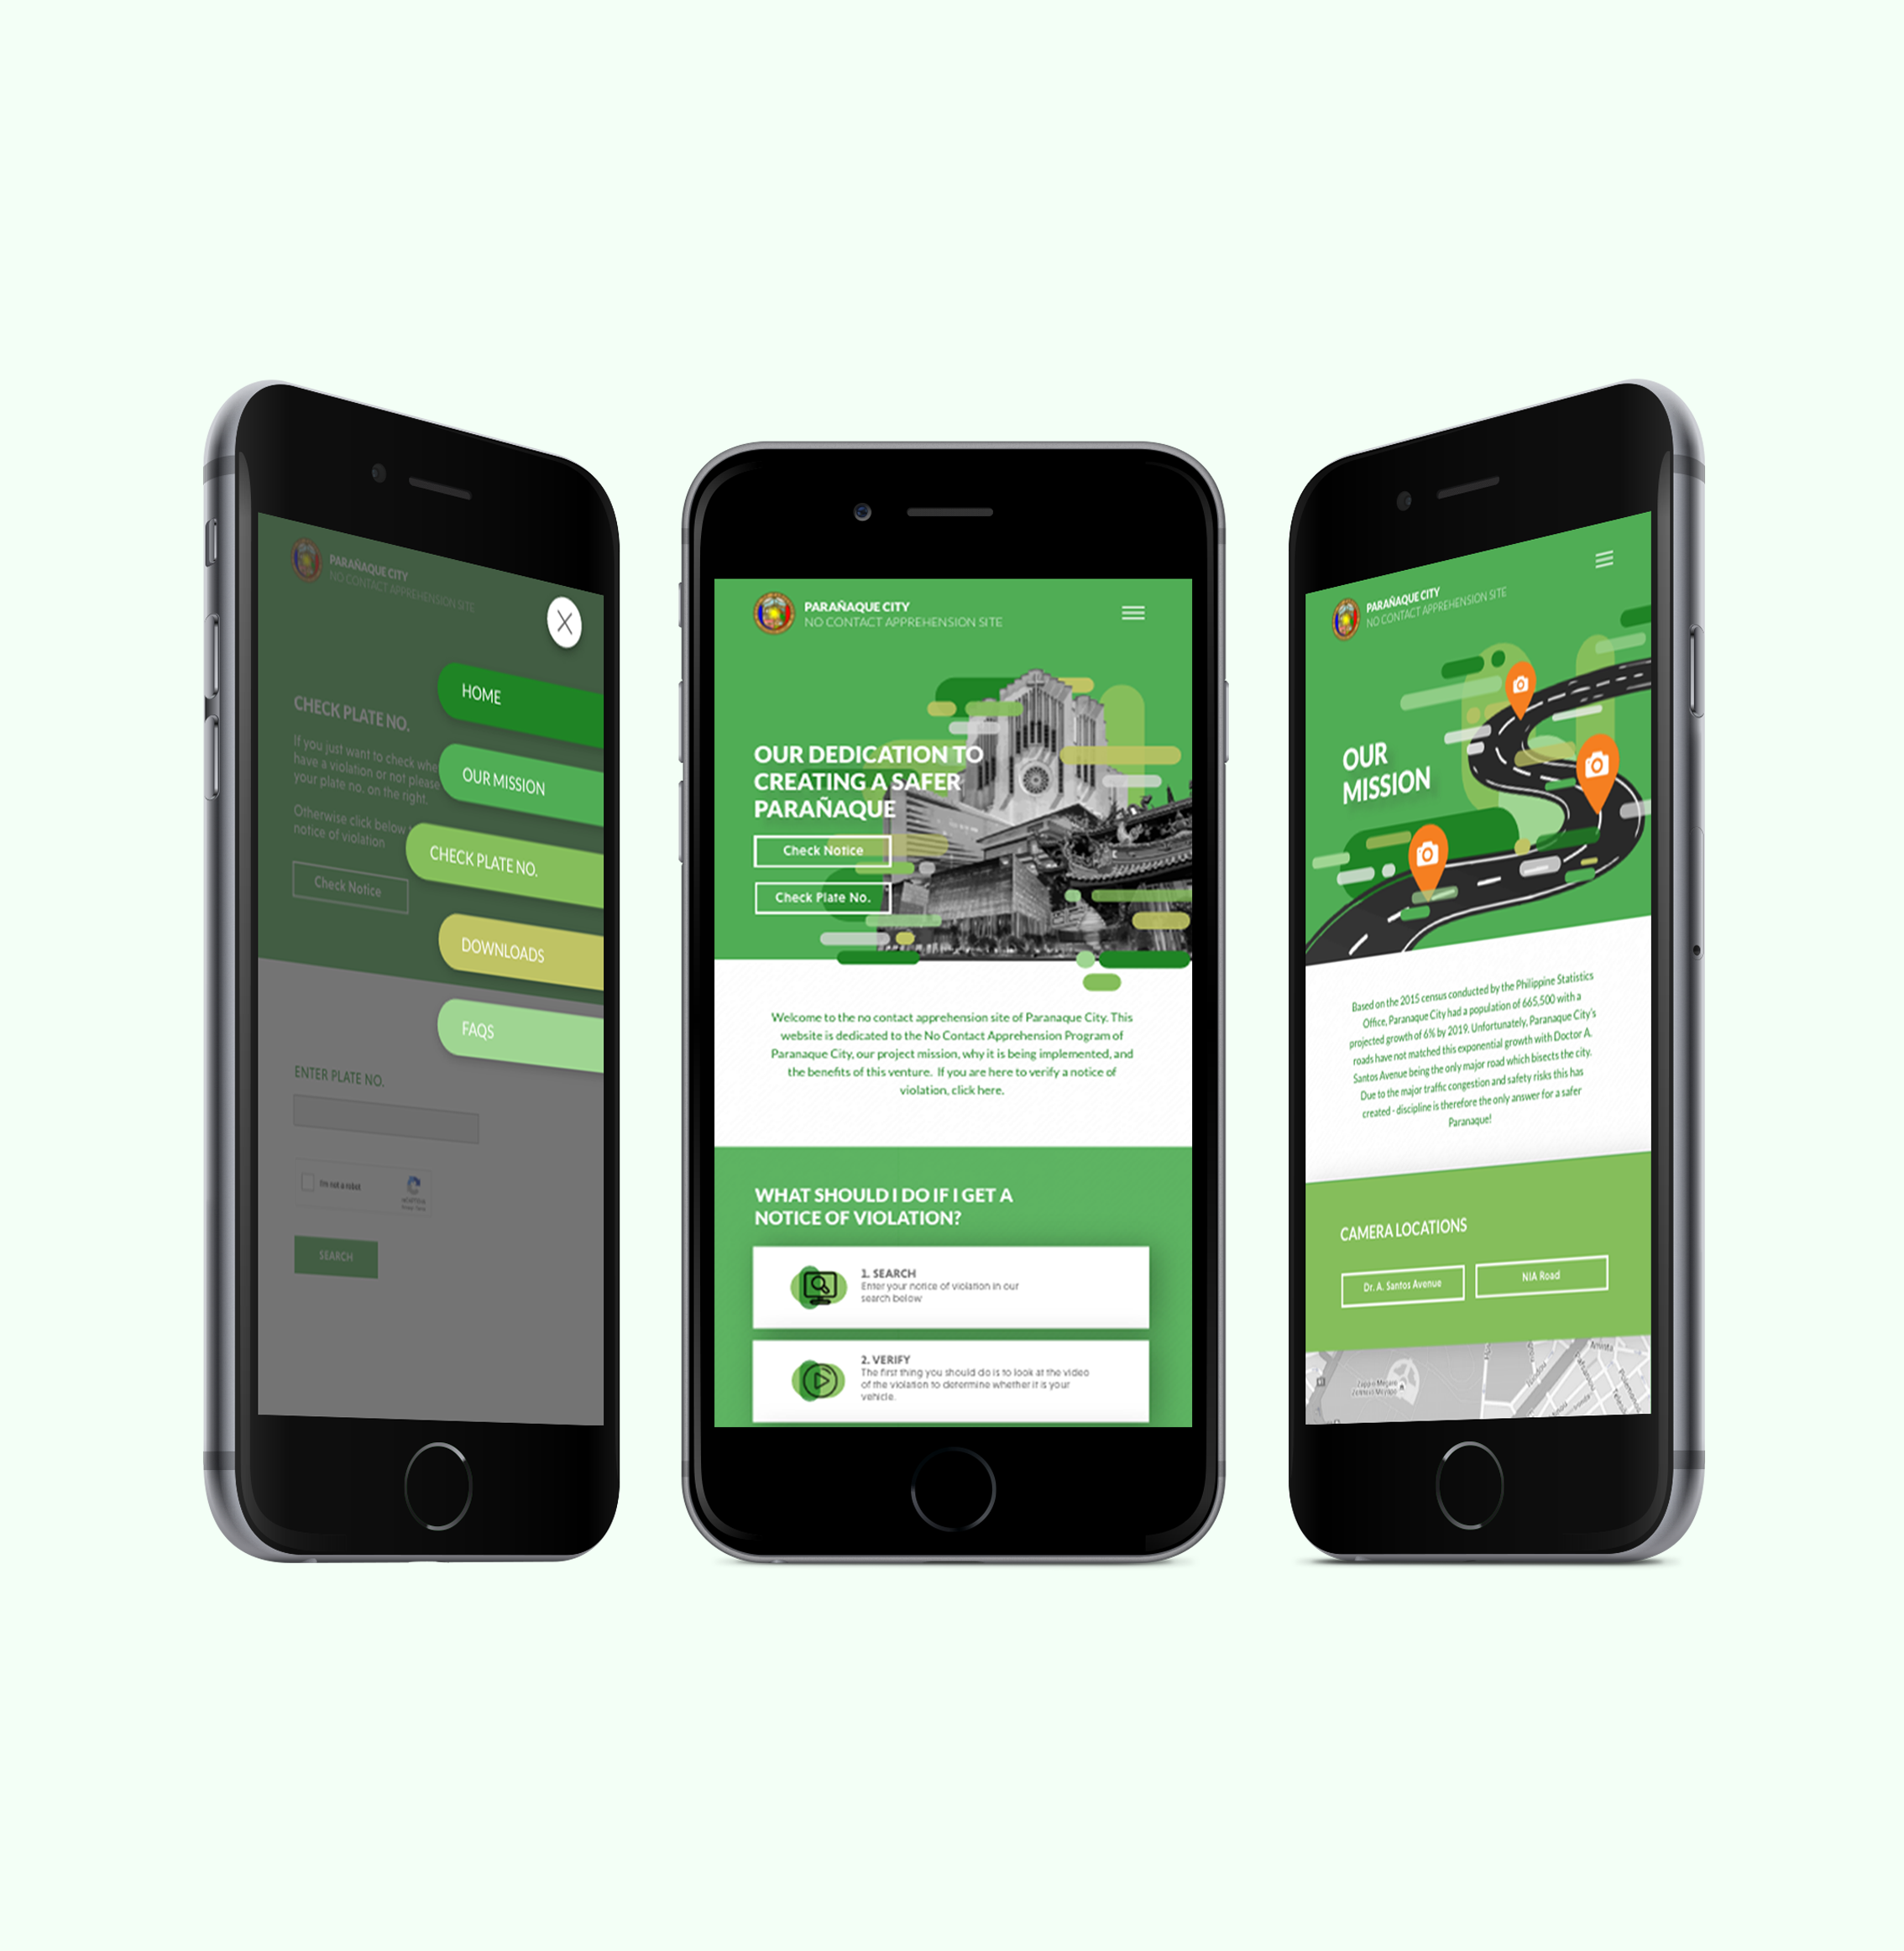 PARAÑAQUE CITY
NO CONTACT APPREHENSION SITE
CHECK PLATE NO.
If you just want to check whe
have a violation or not please
your plate no. on the right.
Otherwise click below
notice of violation
Check Notice
HOME
OUR MISSION
CHECK PLATE NO.
DOWNLOADS
FAQS
ENTER PLATE NO.
I'm not a robot
SEARCH
PARAÑAQUE CITY
NO CONTACT APPREHENSION SITE
OUR DEDICATION TO
CREATING A SAFER
PARAÑAQUE
Check Notice
Check Plate No.
Welcome to the no contact apprehension site of Paranaque City. This
website is dedicated to the No Contact Apprehension Program of
Paranaque City, our project mission, why it is being implemented, and
the benefits of this venture. If you are here to verify a notice of
violation, click here.
WHAT SHOULD I DO IF I GET A
NOTICE OF VIOLATION?
1. SEARCH
Enter your notice of violation in our
search below
2. VERIFY
The first thing you should do is to look at the video
of the violation to determine whether it is your
vehicle.
PARAÑAQUE CITY
NO CONTACT APPREHENSION SITE
OUR
MISSION
Based on the 2015 census conducted by the Philippine Statistics
Office, Paranaque City had a population of 665,500 with a
projected growth of 6% by 2019. Unfortunately, Paranaque City's
roads have not matched this exponential growth with Doctor A.
Santos Avenue being the only major road which bisects the city.
Due to the major traffic congestion and safety risks this has
created - discipline is therefore the only answer for a safer
Paranaque!
CAMERA LOCATIONS
Dr. A. Santos Avenue
NIA Road